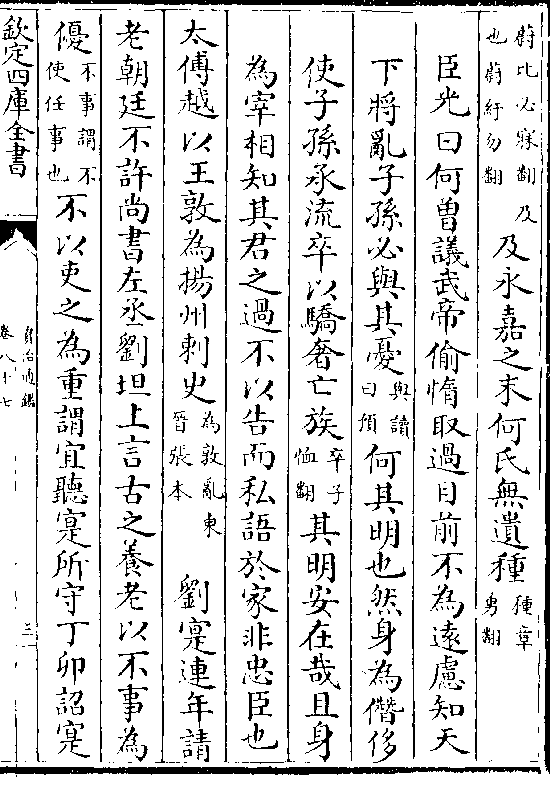 蔚比必寐翻及
也蔚紆勿翻
及永嘉之末何氏無遺種
種章
勇翻
臣光曰何曽議武帝偷惰取過目前不為遠慮知天
下將亂子孫必與其憂
與讀
曰預
何其明也然身為僭侈
使子孫承流卒以驕奢亡族
卒子
恤翻
其明安在哉且身
為宰相知其君之過不以告而私語於家非忠臣也
太傅越以王敦為揚州刺史
為敦亂東
晉張本
劉寔連年請
老朝廷不許尚書左丞劉坦上言古之養老以不事為
優
不事謂不
使任事也
不以吏之為重謂宜聽寔所守丁卯詔寔
欽定四庫全書
資治通鑑
卷八十七
三